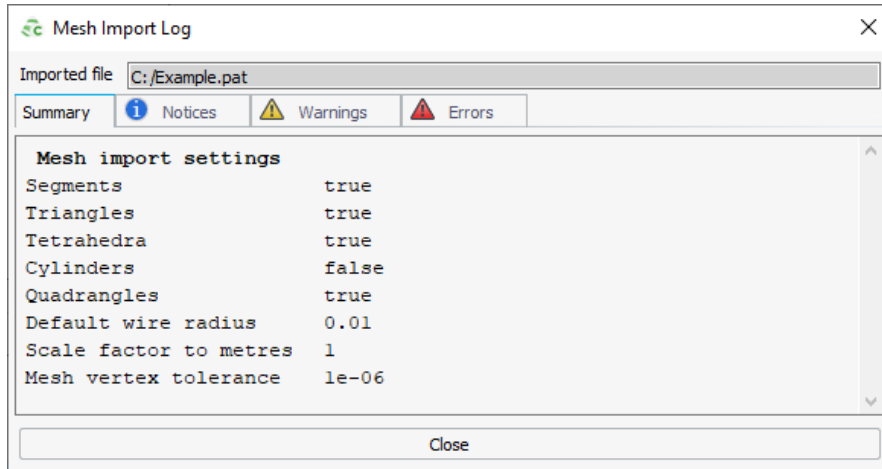 Mesh Import Log
Imported file C:/Example.pat
Summary Notices Warnings Errors
Mesh import settings
Segments true
Triangles true
Tetrahedra true
Cylinders false
Quadrangles true
Default wire radius 0.01
Scale factor to metres 1
Mesh vertex tolerance 1e-06
Close